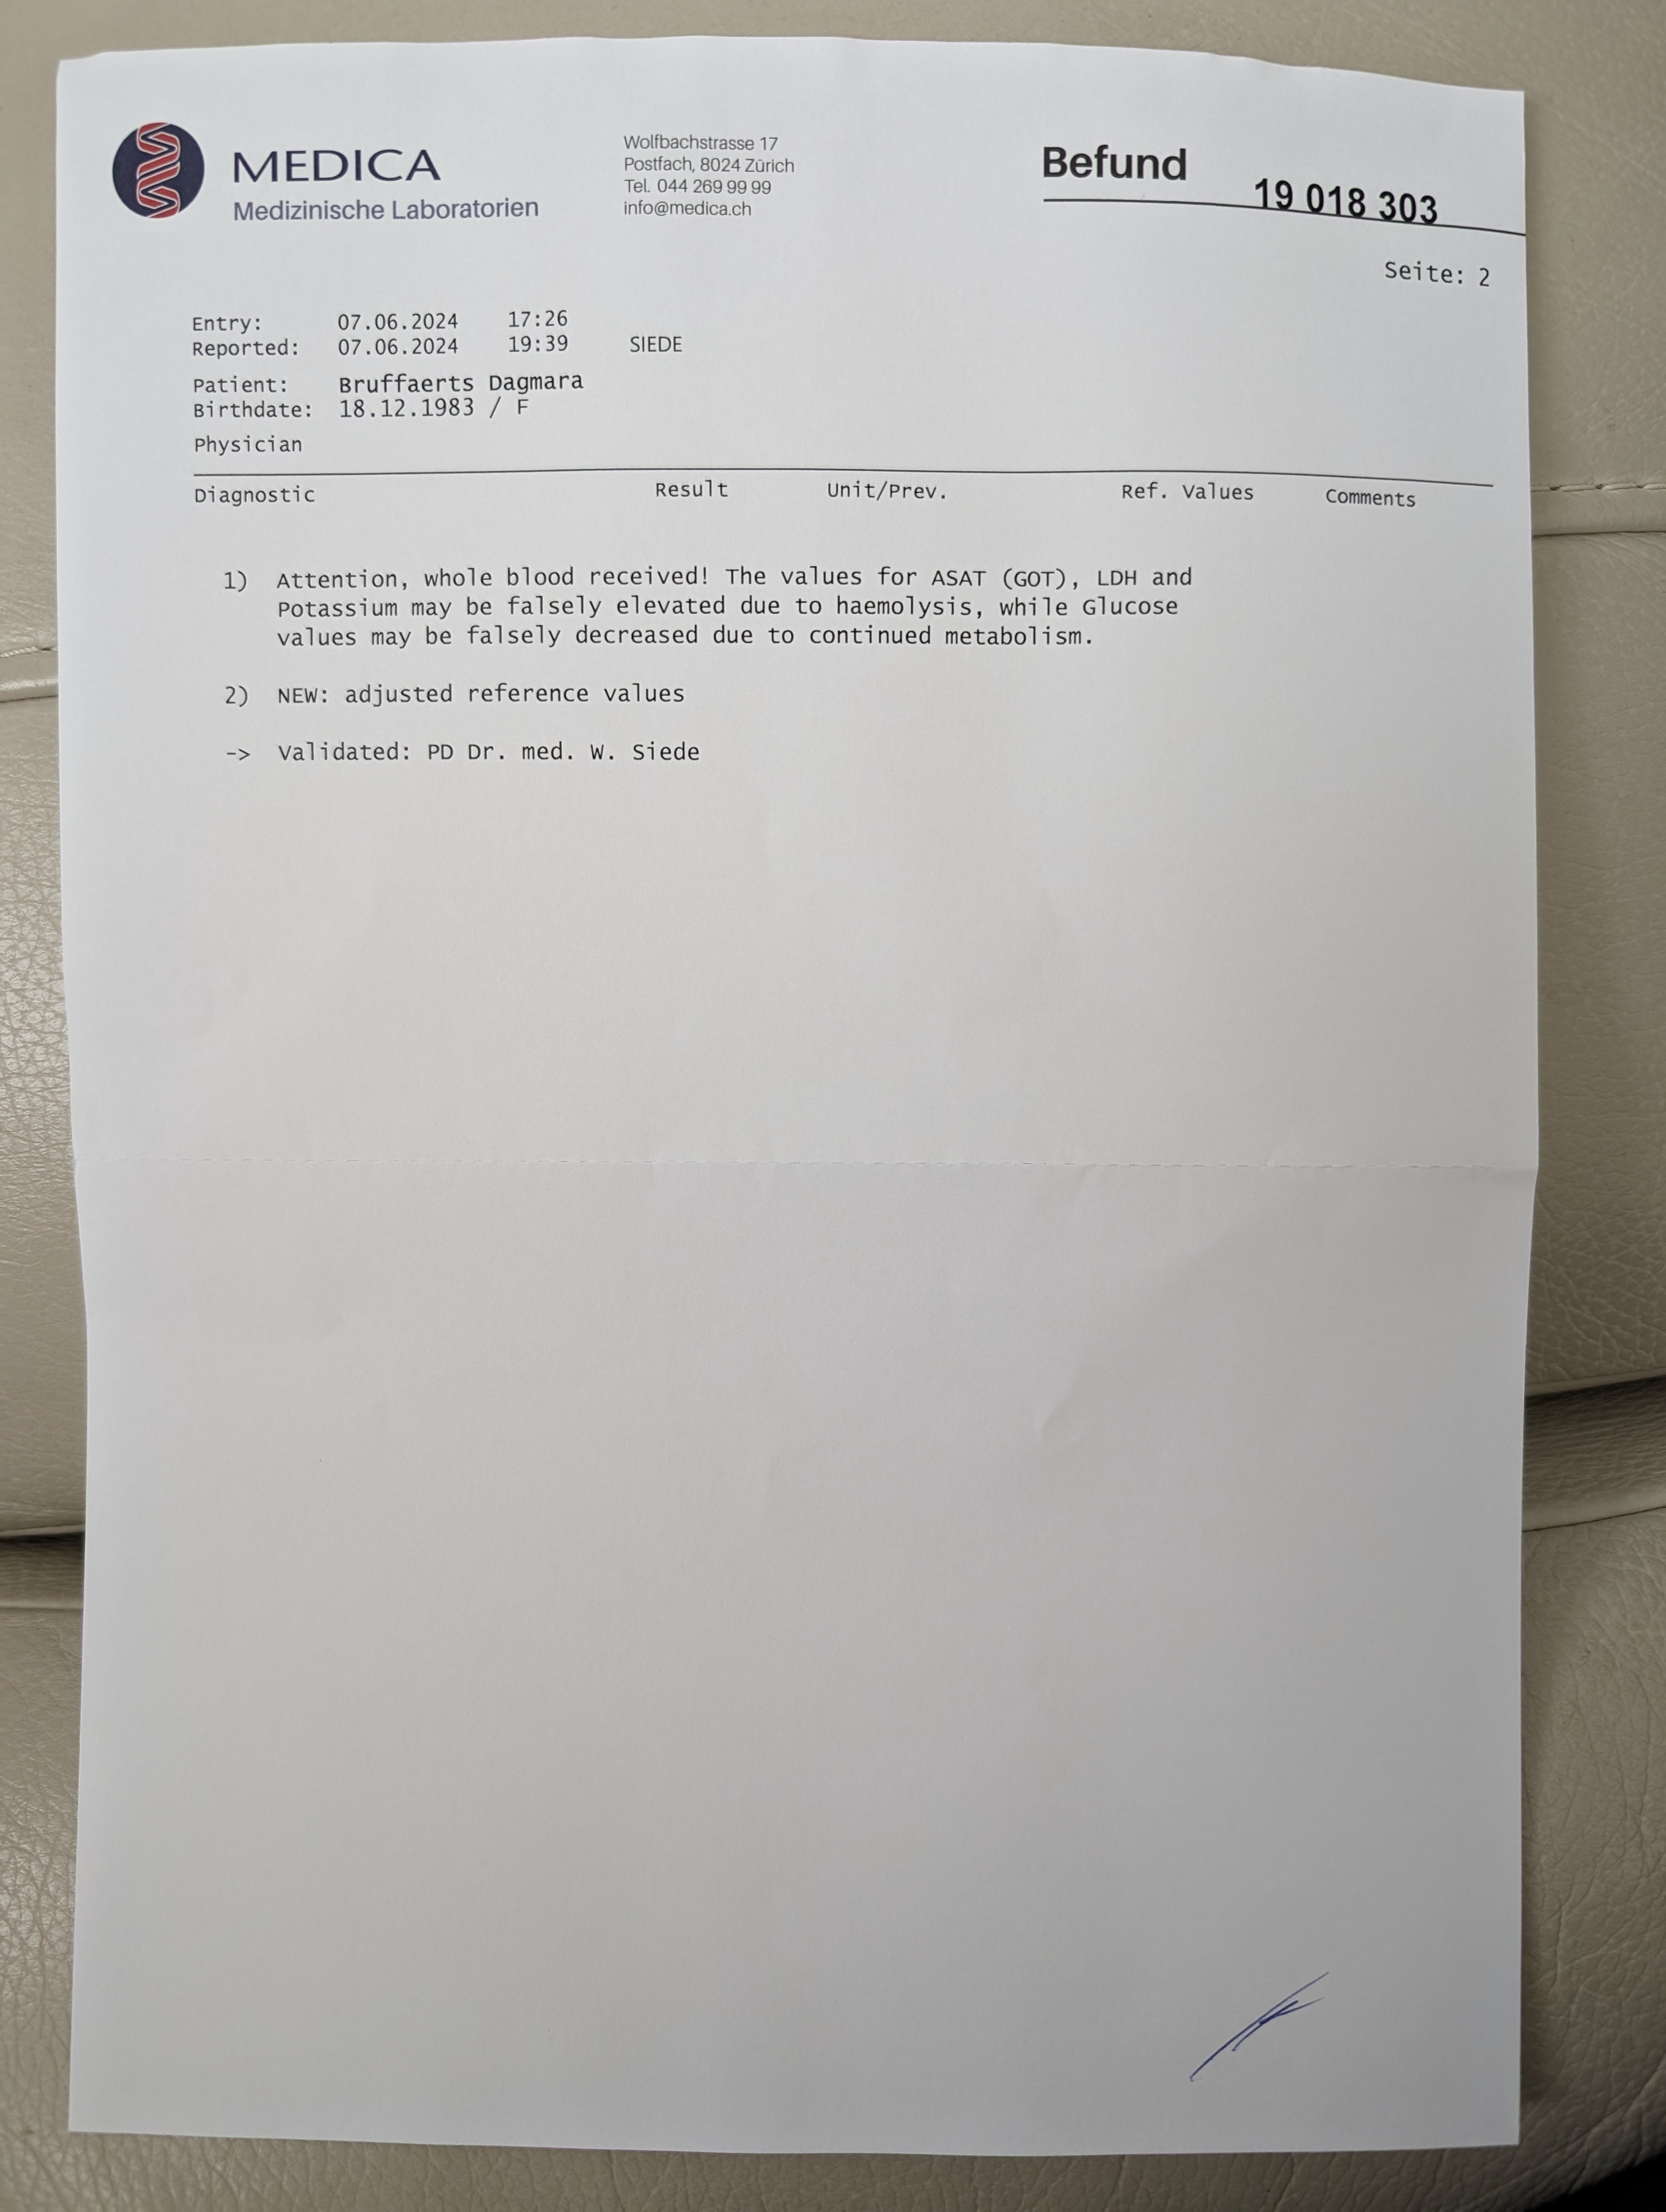 MEDICA
Medizinische Laboratorien
Wolfbachstrasse 17
Postfach, 8024 Zürich
Tel. 044 269 99 99
info@medica.ch
Befund
19 018 303
Seite: 2
Entry: 07.06.2024 17:26
Reported: 07.06.2024 19:39 SIEDE
Patient: Bruffaerts Dagmara
Birthdate: 18.12.1983 / F
Physician
Diagnostic Result Unit/Prev. Ref. Values Comments
1) Attention, whole blood received! The values for ASAT (GOT), LDH and
Potassium may be falsely elevated due to haemolysis, while Glucose
values may be falsely decreased due to continued metabolism.
2) NEW: adjusted reference values
-> Validated: PD Dr. med. W. Siede